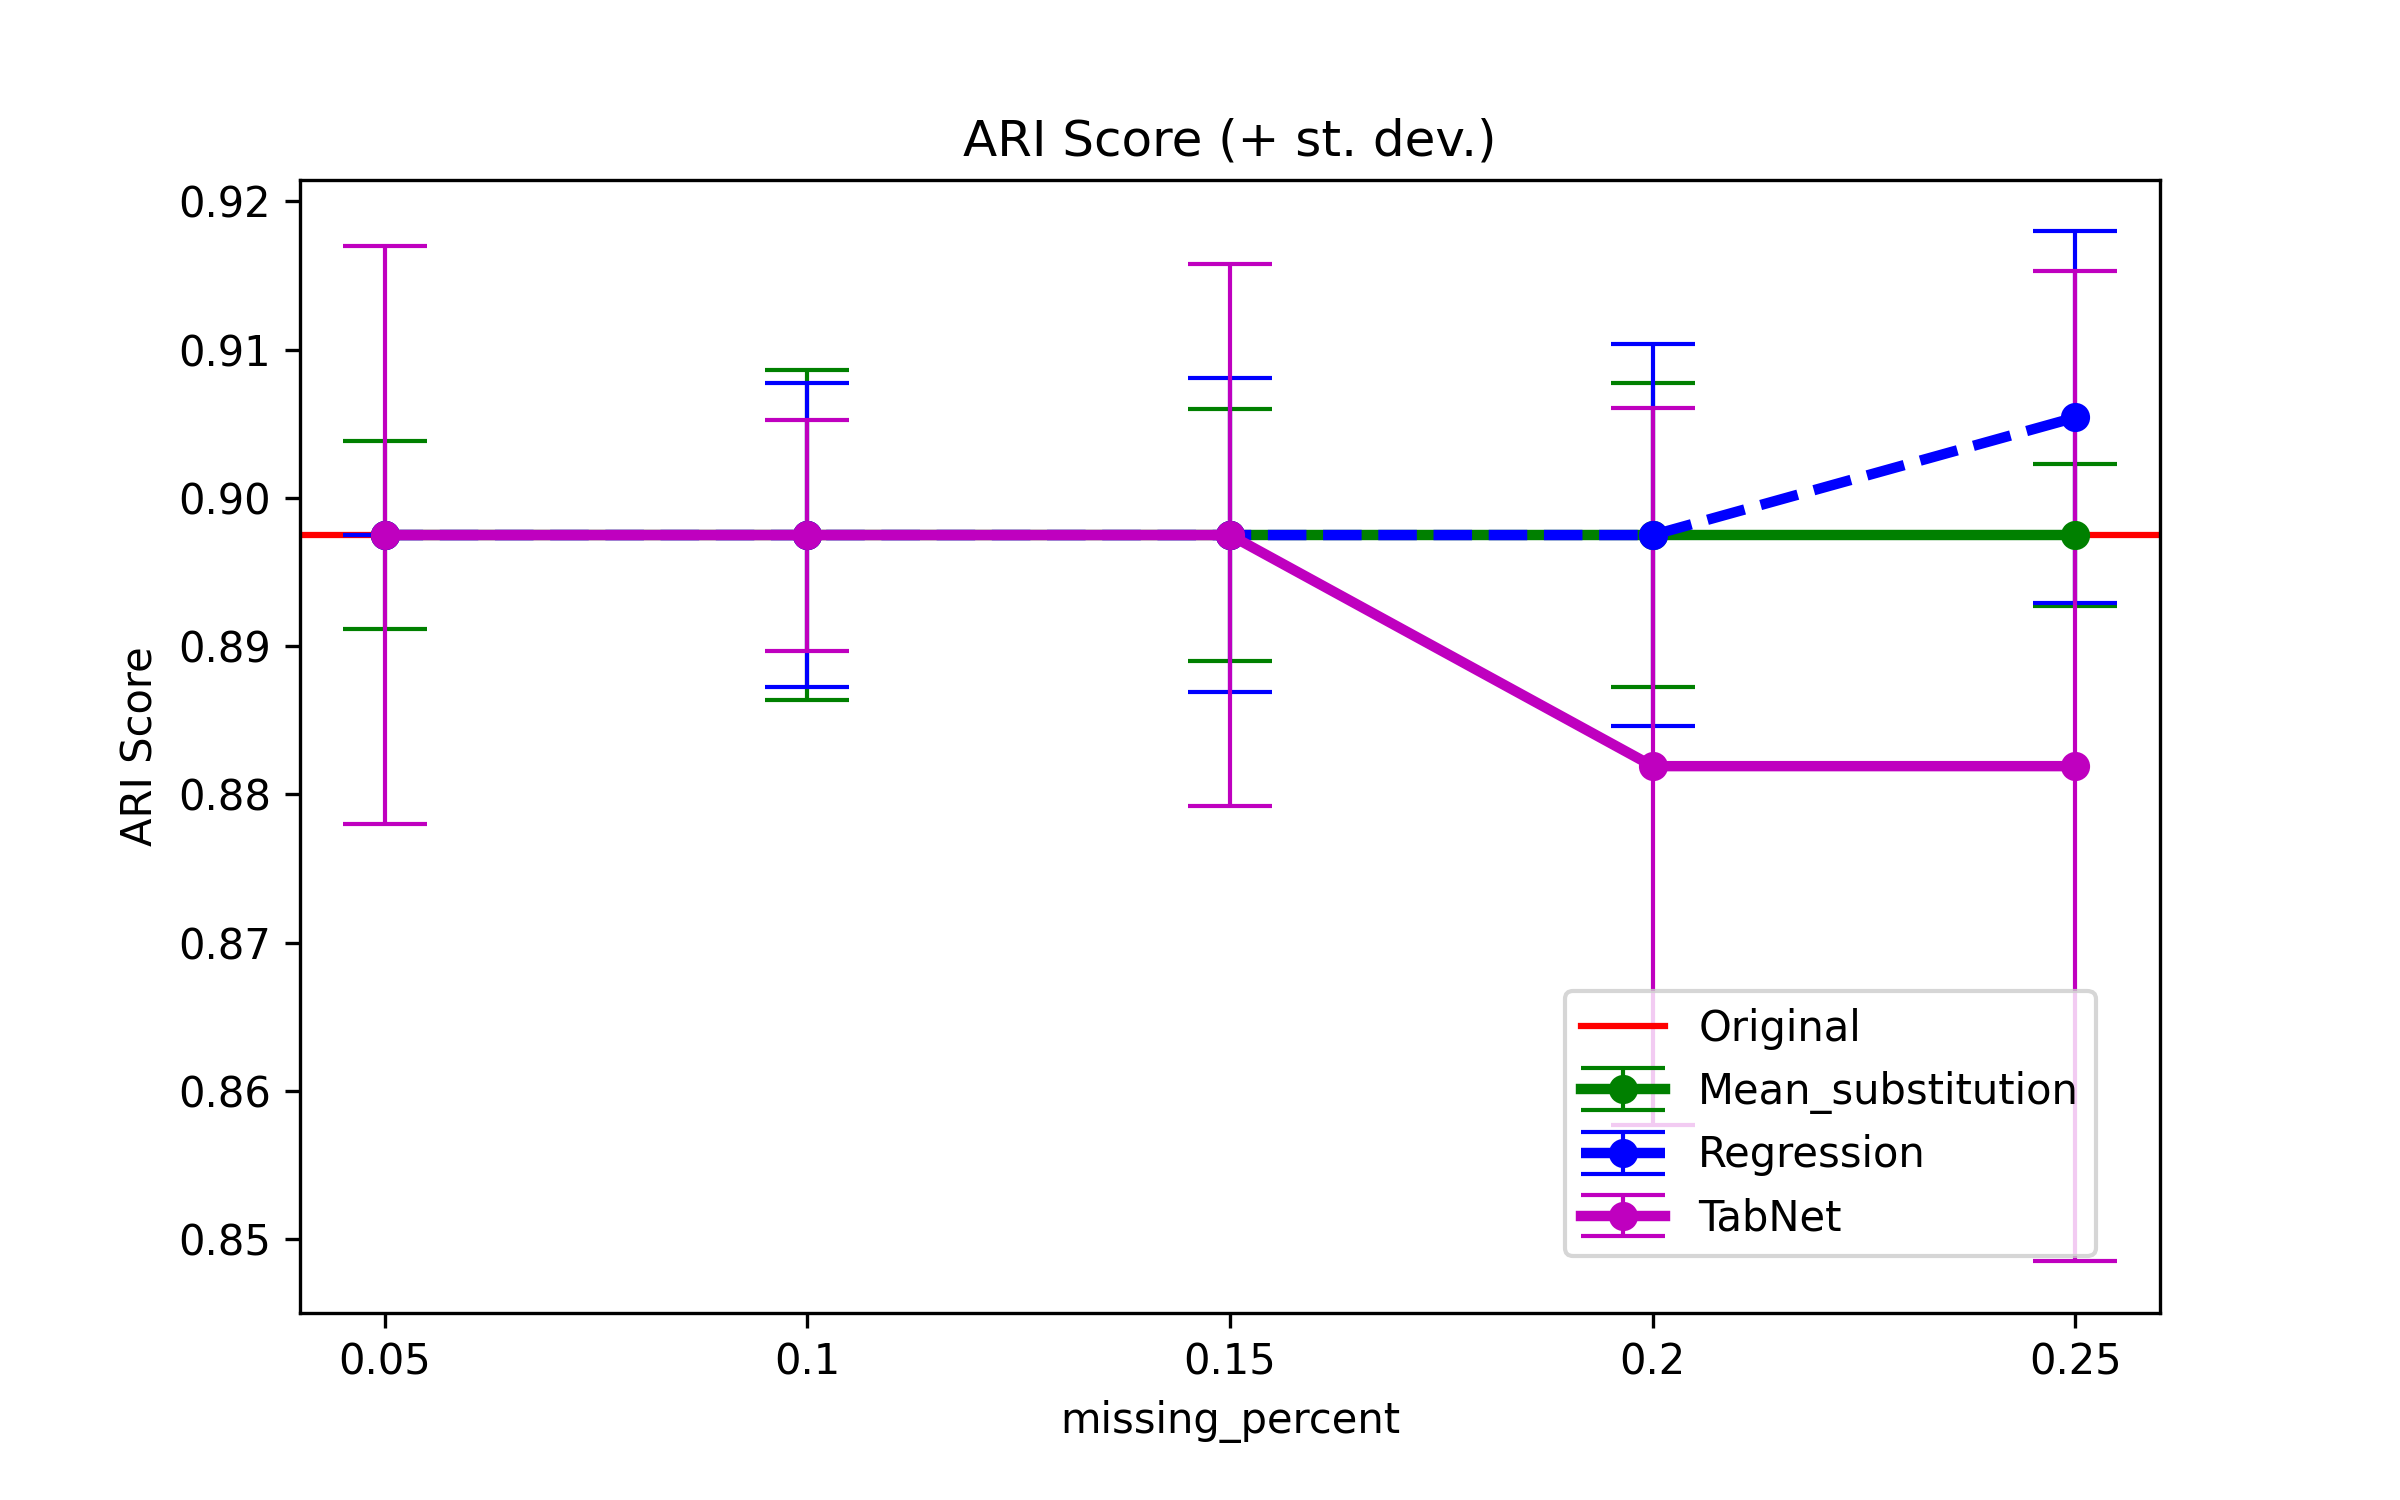 ARI Score (+ st. dev.)
ARI Score
0.92
0.91
0.90
0.89
0.88
0.87
0.86
0.85
Original
Mean_substitution
Regression
TabNet
0.05 0.1 0.15 0.2 0.25
missing_percent